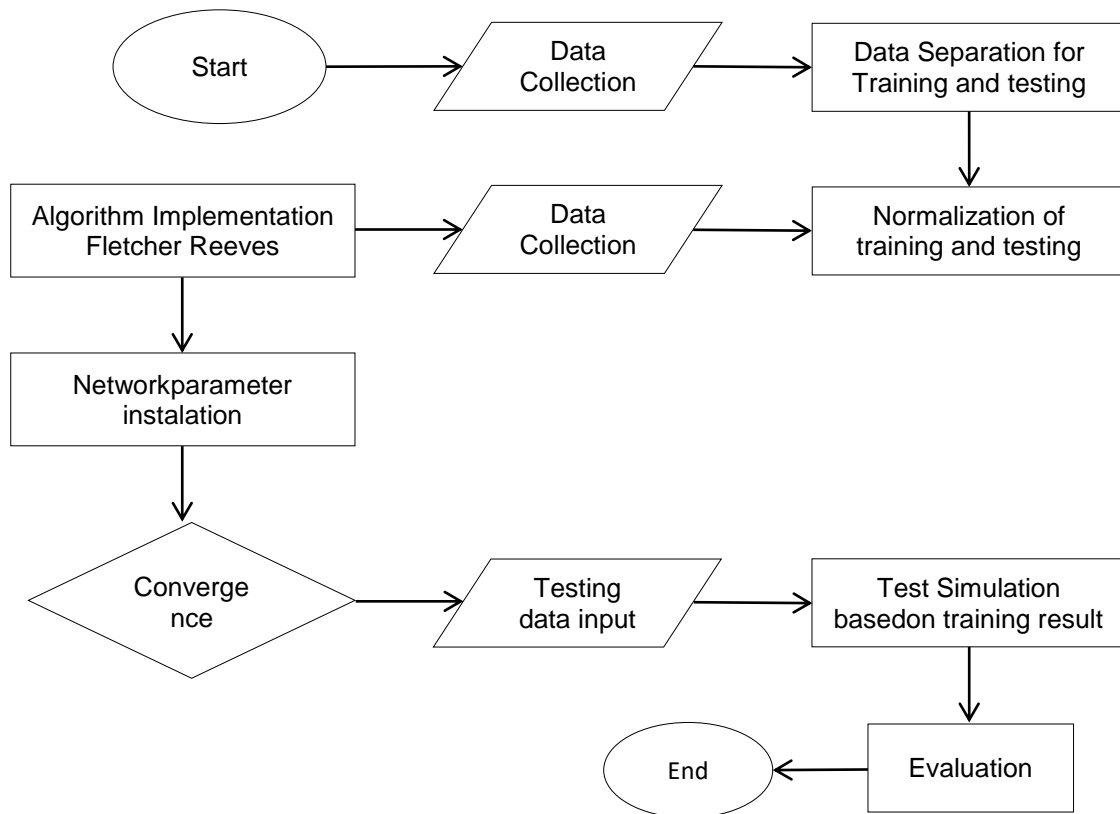 Start
Data
Collection
Data Separation for
Training and testing
Algorithm Implementation
Fletcher Reeves
Data
Collection
Normalization of
training and testing
Networkparameter
instalation
Converge
nce
Testing
data input
Test Simulation
basedon training result
End
Evaluation